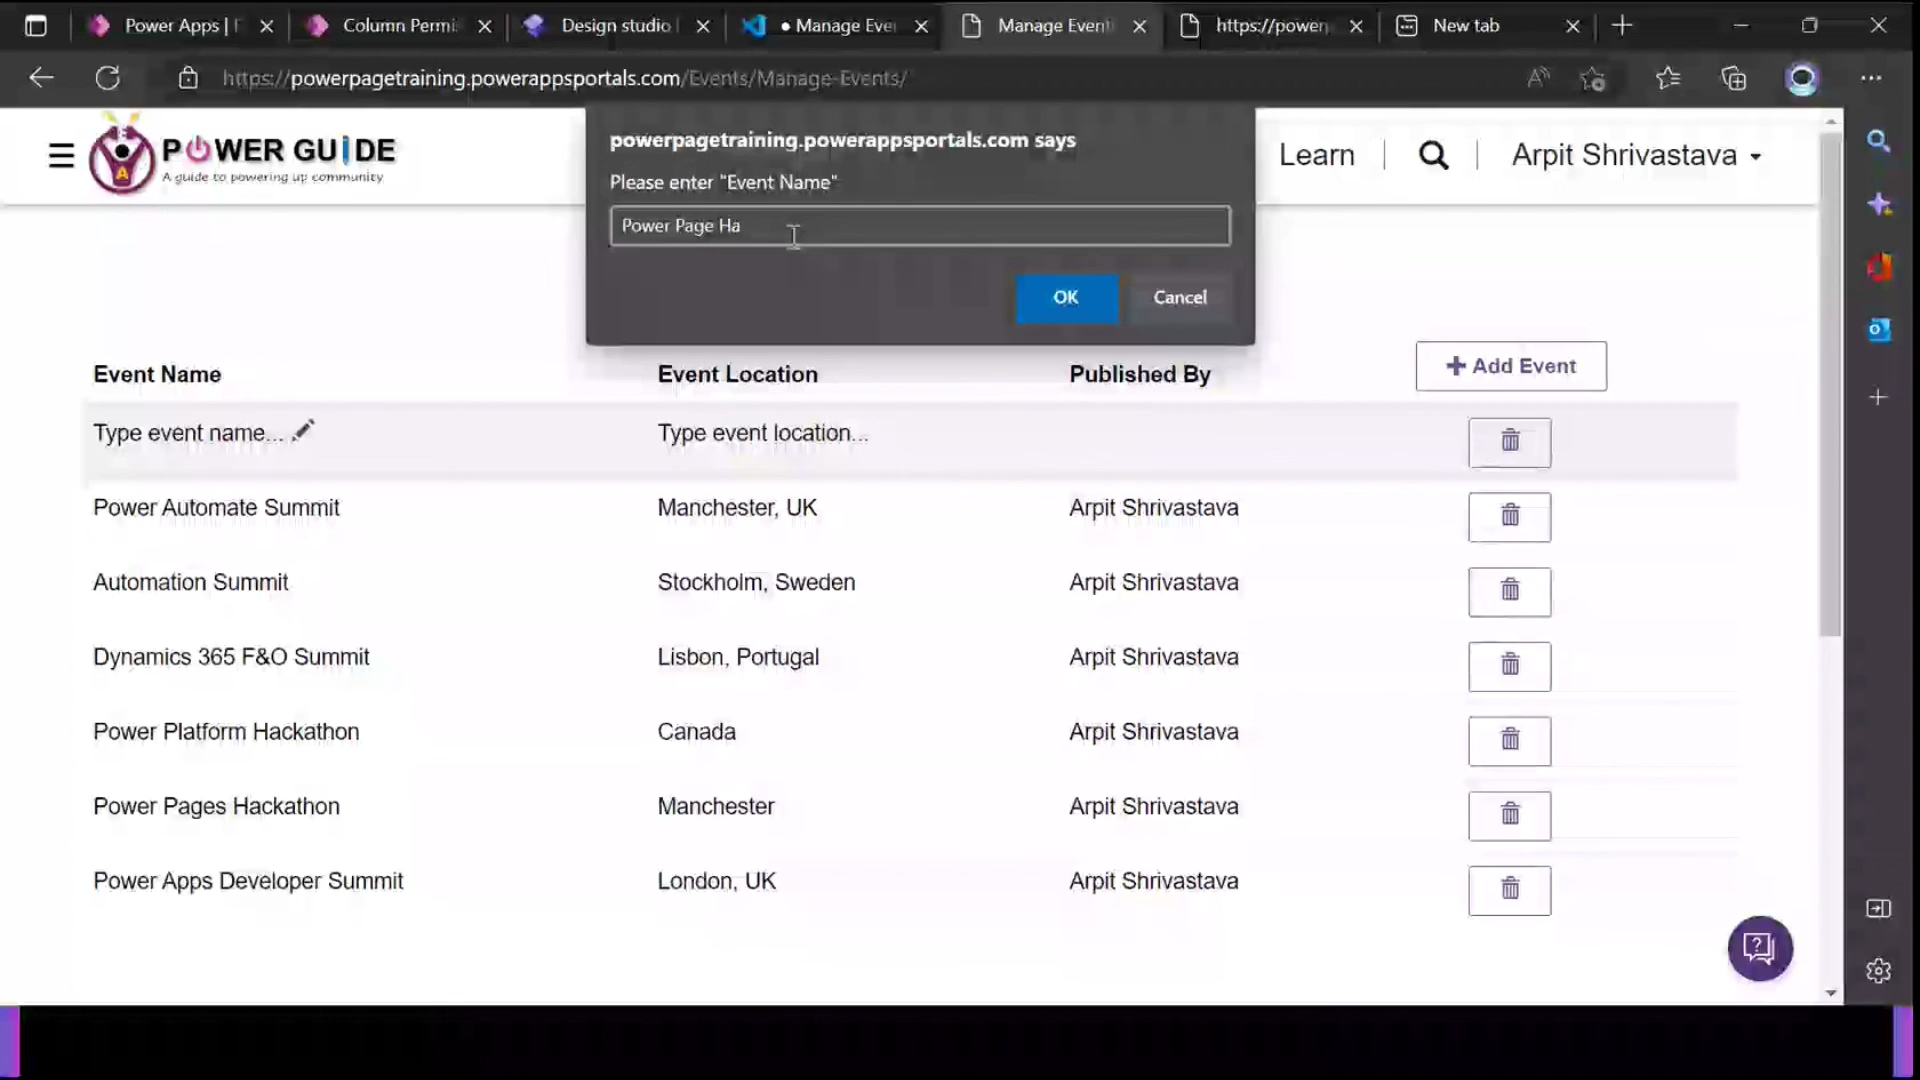 Power Apps |
Column Permis
Design studio
Manage Eve
Manage Event
https://power
New tab
https://powerpagetraining.powerappsportals.com/Events/Manage-Events/
POWER GUIDE
A guide to powering up community
Learn
Arpit Shrivastava
powerpagetraining.powerappsportals.com says
Please enter "Event Name"
Power Page Ha
OK
Cancel
Event Name
Event Location
Published By
Add Event
Type event name...
Type event location...
Power Automate Summit
Manchester, UK
Arpit Shrivastava
Automation Summit
Stockholm, Sweden
Arpit Shrivastava
Dynamics 365 F&O Summit
Lisbon, Portugal
Arpit Shrivastava
Power Platform Hackathon
Canada
Arpit Shrivastava
Power Pages Hackathon
Manchester
Arpit Shrivastava
Power Apps Developer Summit
London, UK
Arpit Shrivastava